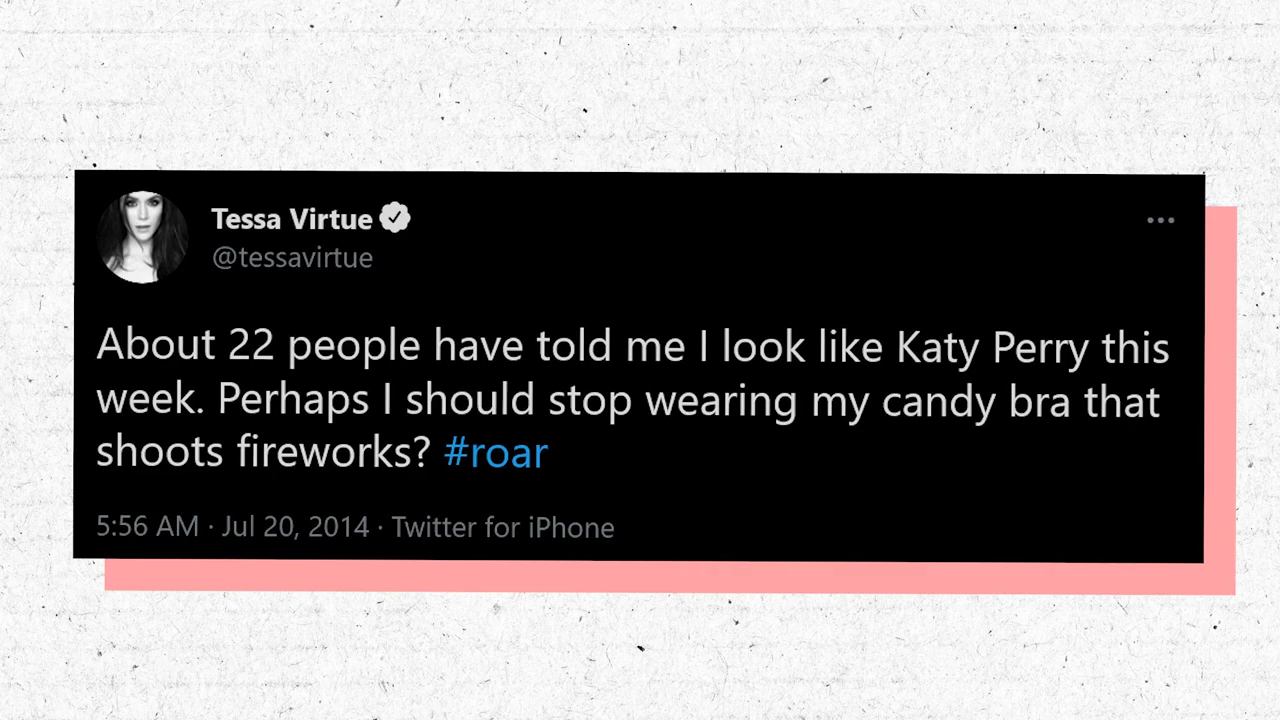 Tessa Virtue
@tessavirtue
About 22 people have told me I look like Katy Perry this
week. Perhaps I should stop wearing my candy bra that
shoots fireworks? #roar
5:56 AM · Jul 20, 2014 · Twitter for iPhone